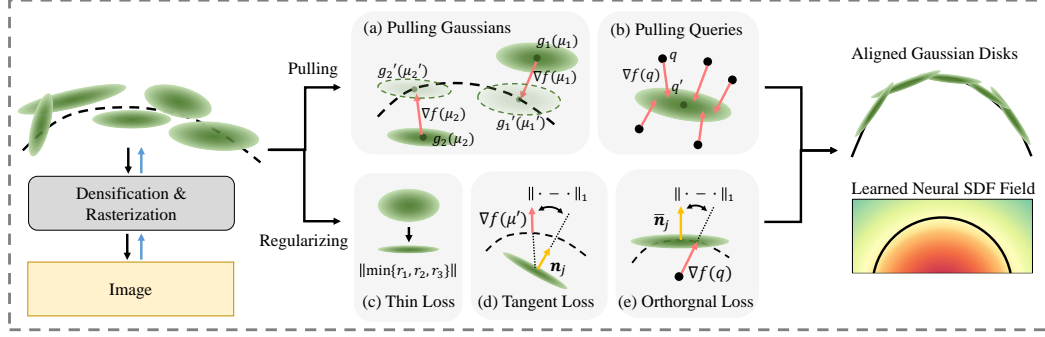 (a) Pulling Gaussians
g₁(μ₁)
g₂′(μ₂′)
∇f(μ₁)
∇f(μ₂)
g₁′(μ₁′)
g₂(μ₂)
(b) Pulling Queries
q
∇f(q)
q′
Aligned Gaussian Disks
Pulling
Densification &
Rasterization
Image
Regularizing
‖min{r₁, r₂, r₃}‖
(c) Thin Loss
‖ · − · ‖₁
∇f(μ′)
𝒏ⱼ
(d) Tangent Loss
‖ · − · ‖₁
𝒏̅ⱼ
∇f(q)
(e) Orthorgnal Loss
Learned Neural SDF Field